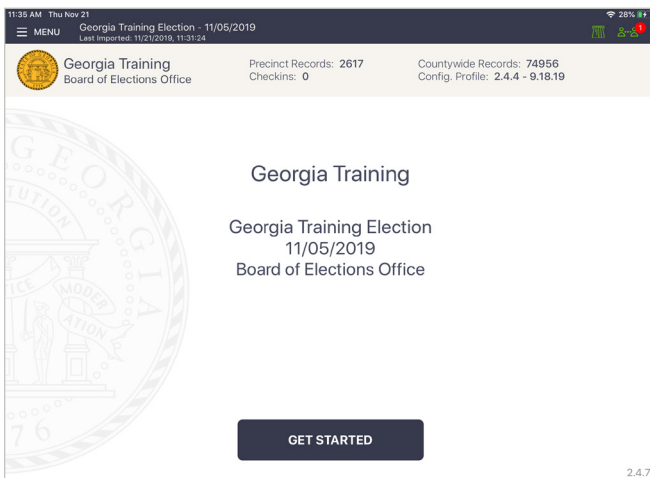 11:35 AM Thu Nov 21
28%
MENU
Georgia Training Election - 11/05/2019
Last Imported: 11/21/2019, 11:31:24
1
Georgia Training
Board of Elections Office
Precinct Records: 2617
Checkins: 0
Countywide Records: 74956
Config. Profile: 2.4.4 - 9.18.19
GEORGIA
MODERATION
76
Georgia Training
Georgia Training Election
11/05/2019
Board of Elections Office
GET STARTED
2.4.7